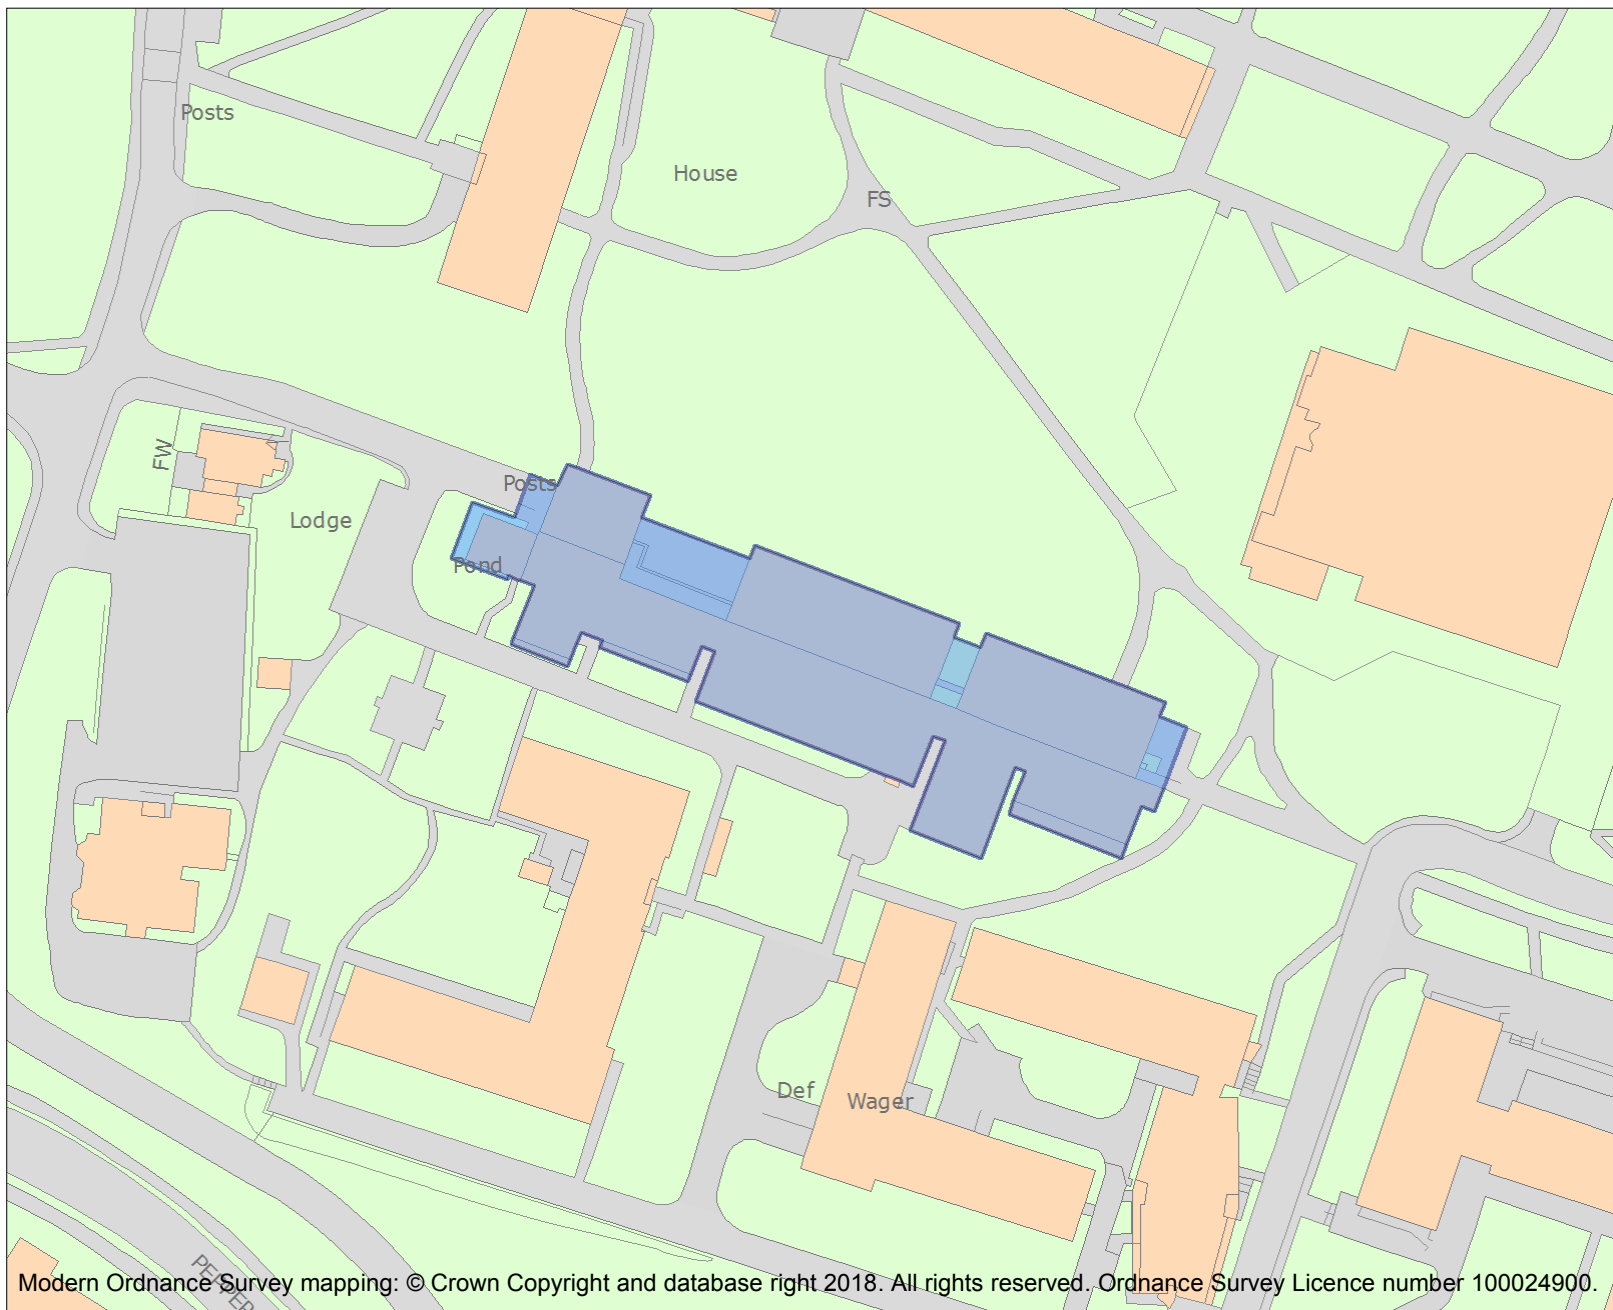 Posts
House
FS
FW
Posts
Lodge
Pond
Def
Wager
PEPPER
Modern Ordnance Survey mapping: © Crown Copyright and database right 2018. All rights reserved. Ordnance Survey Licence number 100024900.